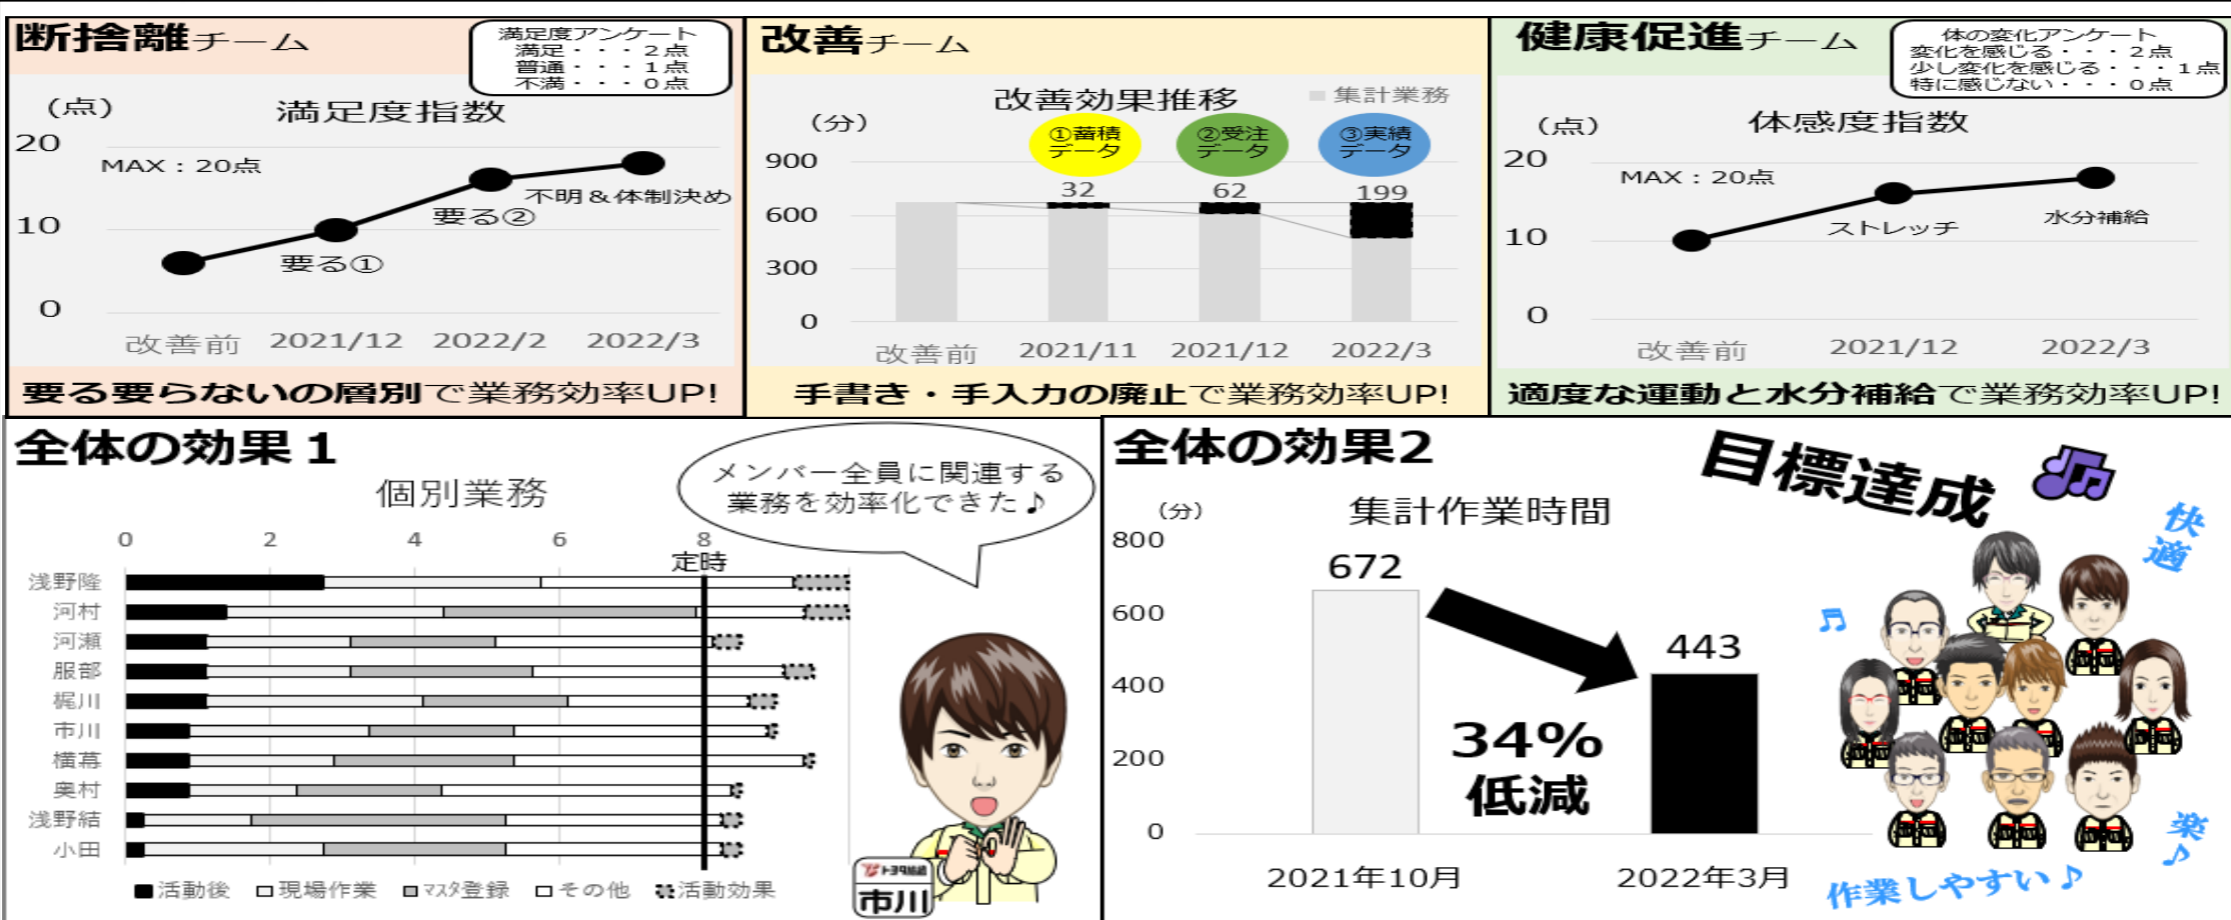 断捨離チーム
満足度アンケート
満足・・・２点
普通・・・１点
不満・・・０点
（点）
満足度指数
20
MAX：20点
10
0
要る①
要る②
不明＆体制決め
改善前 2021/12 2022/2 2022/3
要る要らないの層別で業務効率UP!
改善チーム
改善効果推移
集計業務
（分）
①蓄積
データ
②受注
データ
③実績
データ
900
600
300
0
32 62 199
改善前 2021/11 2021/12 2022/3
手書き・手入力の廃止で業務効率UP!
健康促進チーム
体の変化アンケート
変化を感じる・・・２点
少し変化を感じる・・・１点
特に感じない・・・０点
（点）
体感度指数
20
MAX：20点
10
0
ストレッチ
水分補給
改善前 2021/12 2022/3
適度な運動と水分補給で業務効率UP!
全体の効果１
個別業務
メンバー全員に関連する
業務を効率化できた♪
0 2 4 6 8
定時
浅野隆
河村
河瀬
服部
梶川
市川
横幕
奥村
浅野結
小田
活動後 現場作業 ﾏｽﾀ登録 その他 活動効果
市川
全体の効果2
目標達成
（分）
集計作業時間
800
600
400
200
0
672
443
34%
低減
2021年10月 2022年3月
快適
楽♪
作業しやすい♪